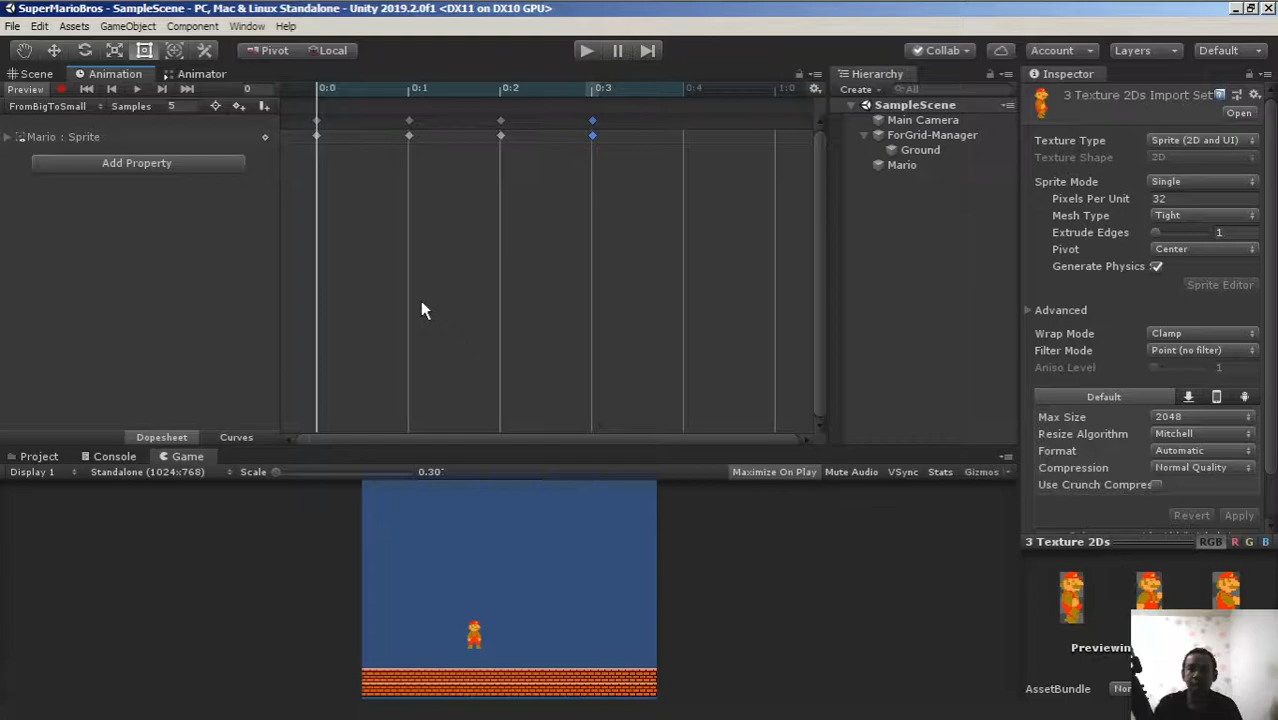 SuperMarioBros - SampleScene - PC, Mac & Linux Standalone - Unity 2019.2.0f1 <DX11 on DX10 GPU>
File Edit Assets GameObject Component Window Help
Pivot Local Collab Account Layers Default
Scene Animation Animator Hierarchy Inspector
Preview 0 0:0 0:1 0:2 0:3 0:4 1:0 Create All
FromBigToSmall Samples 5
SampleScene
Main Camera
ForGrid-Manager
Ground
Mario
Mario : Sprite
Add Property
Dopesheet Curves
3 Texture 2Ds Import Set
Open
Texture Type Sprite (2D and UI)
Texture Shape 2D
Sprite Mode Single
Pixels Per Unit 32
Mesh Type Tight
Extrude Edges 1
Pivot Center
Generate Physics
Sprite Editor
Advanced
Wrap Mode Clamp
Filter Mode Point (no filter)
Aniso Level 1
Default
Max Size 2048
Resize Algorithm Mitchell
Format Automatic
Compression Normal Quality
Use Crunch Compres
Revert Apply
Project Console Game
Display 1 Standalone (1024x768) Scale 0.30 Maximize On Play Mute Audio VSync Stats Gizmos
3 Texture 2Ds RGB R G B
Previewin
AssetBundle Non